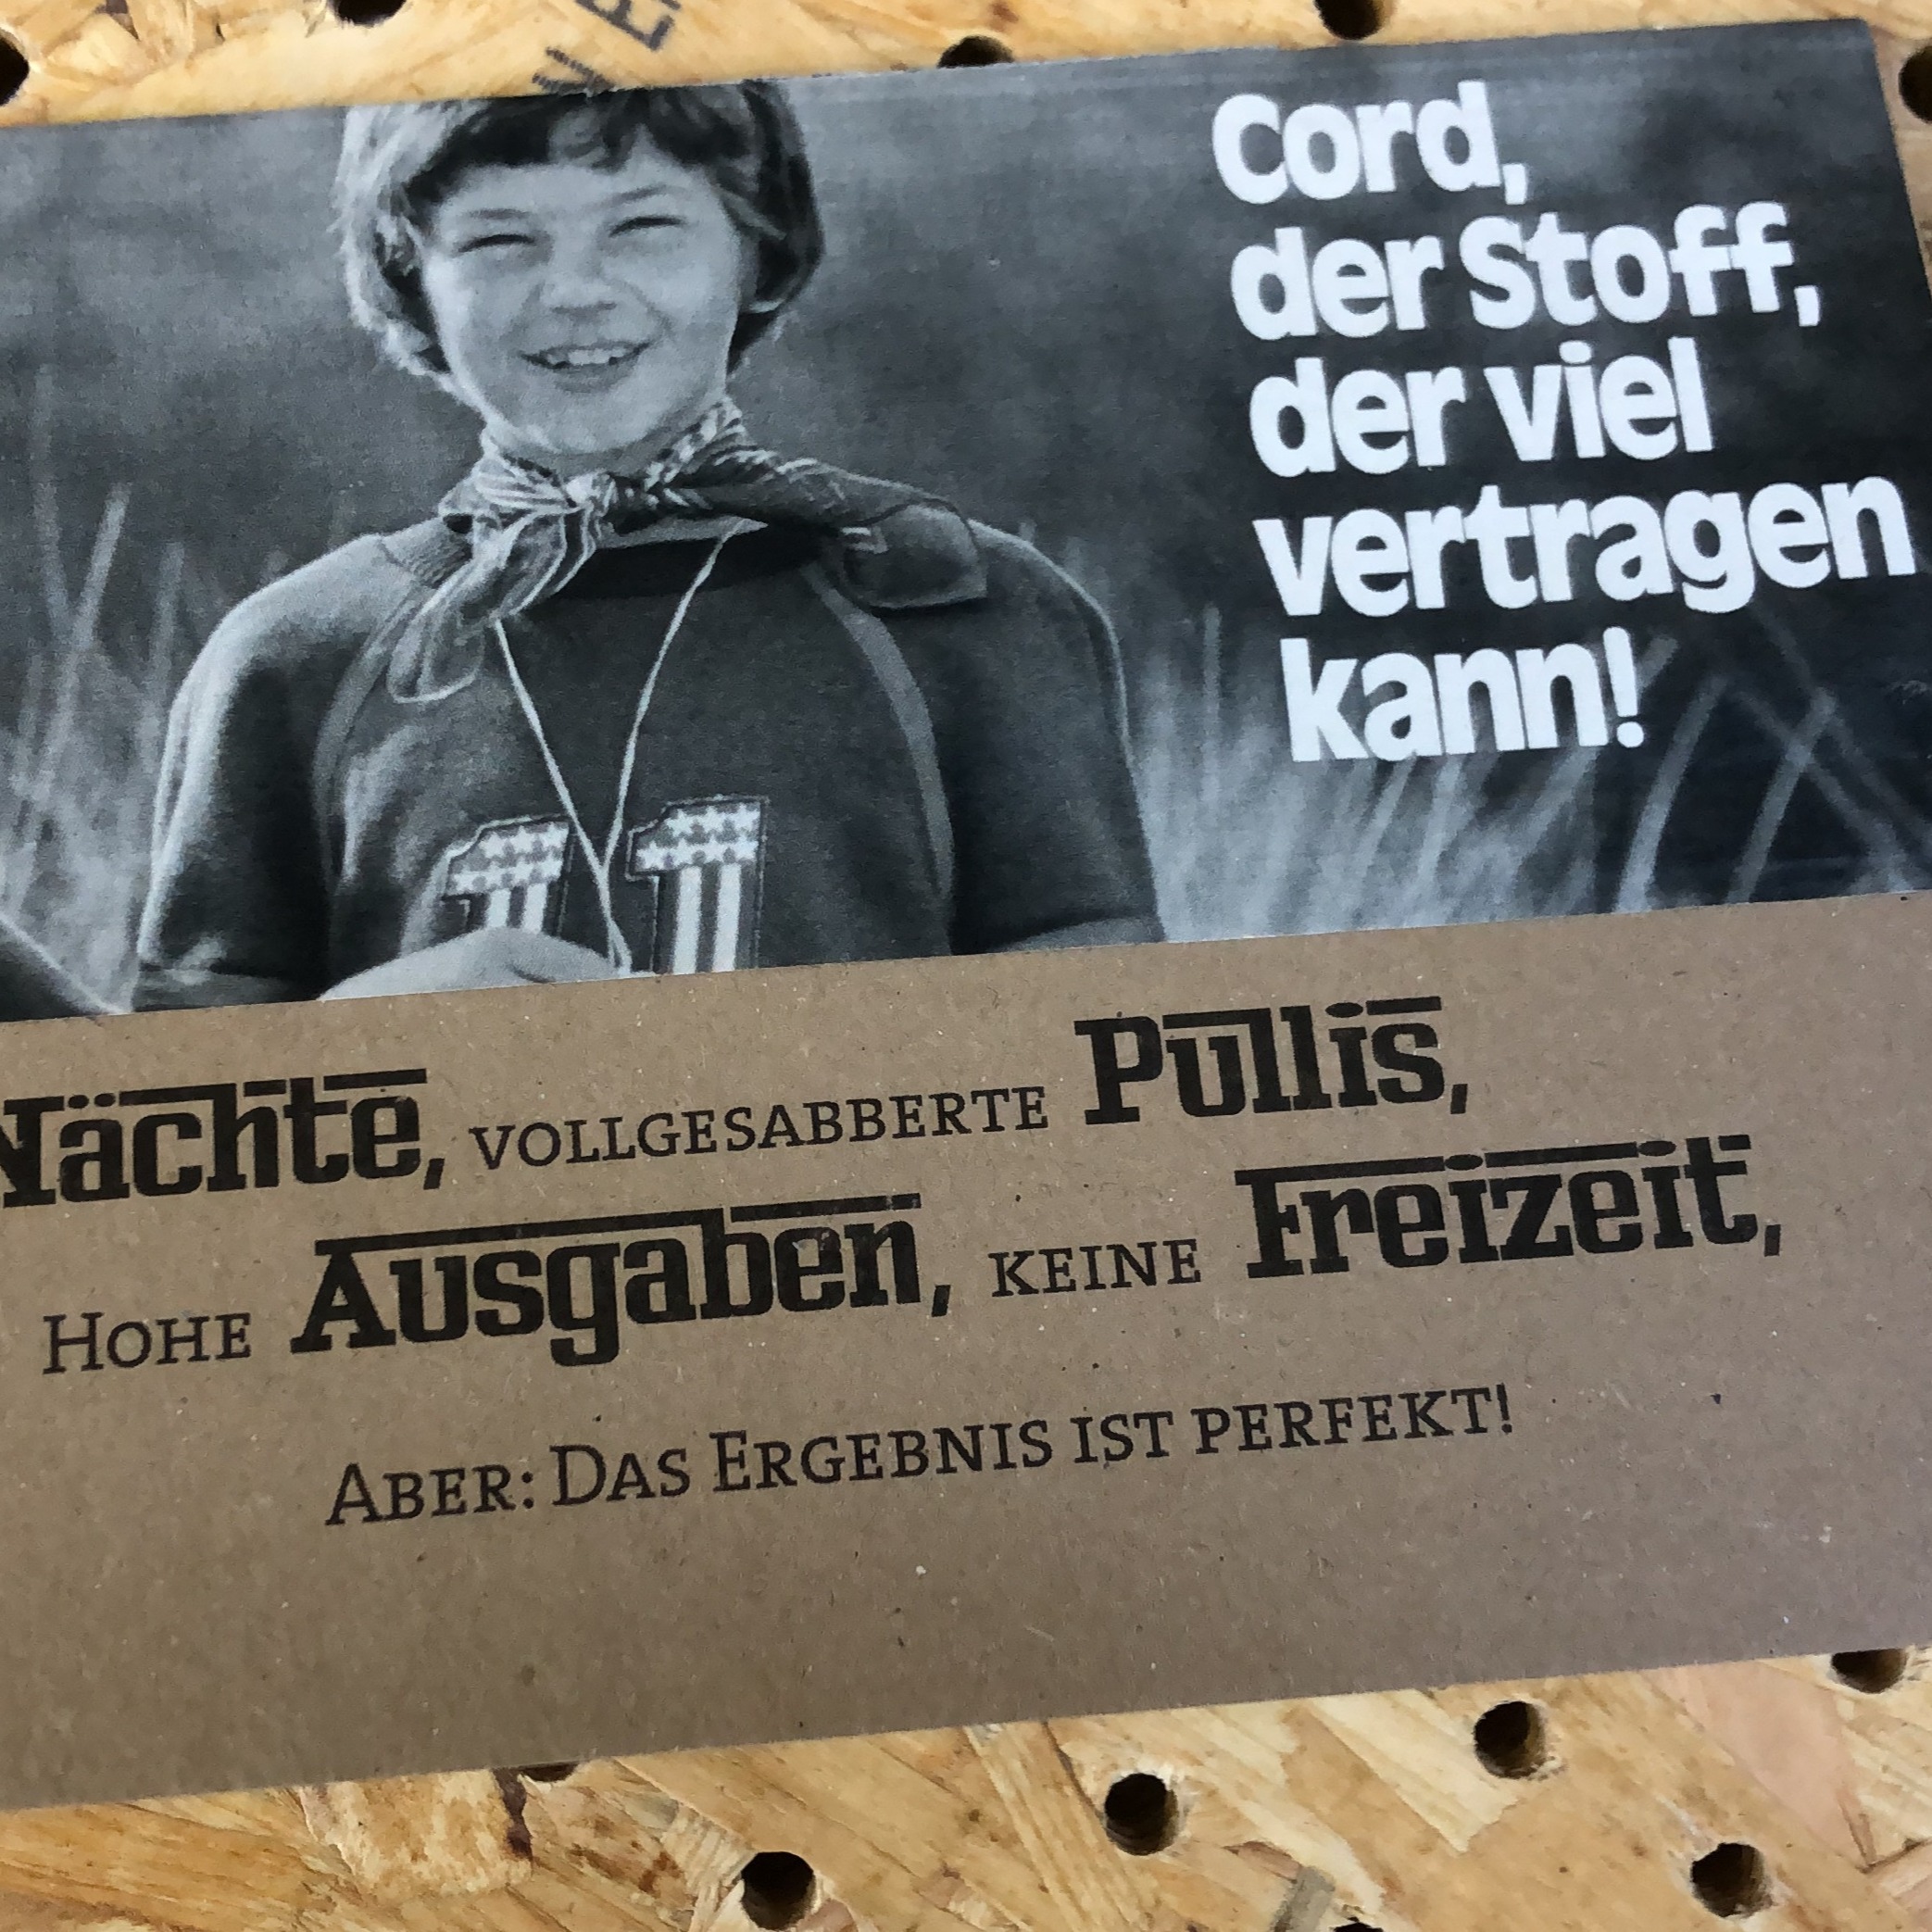 Cord,
der Stoff,
der viel
vertragen
kann!
11
Nächte, vollgesabberte Pullis,
Hohe Ausgaben, keine Freizeit,
Aber: Das Ergebnis ist perfekt!